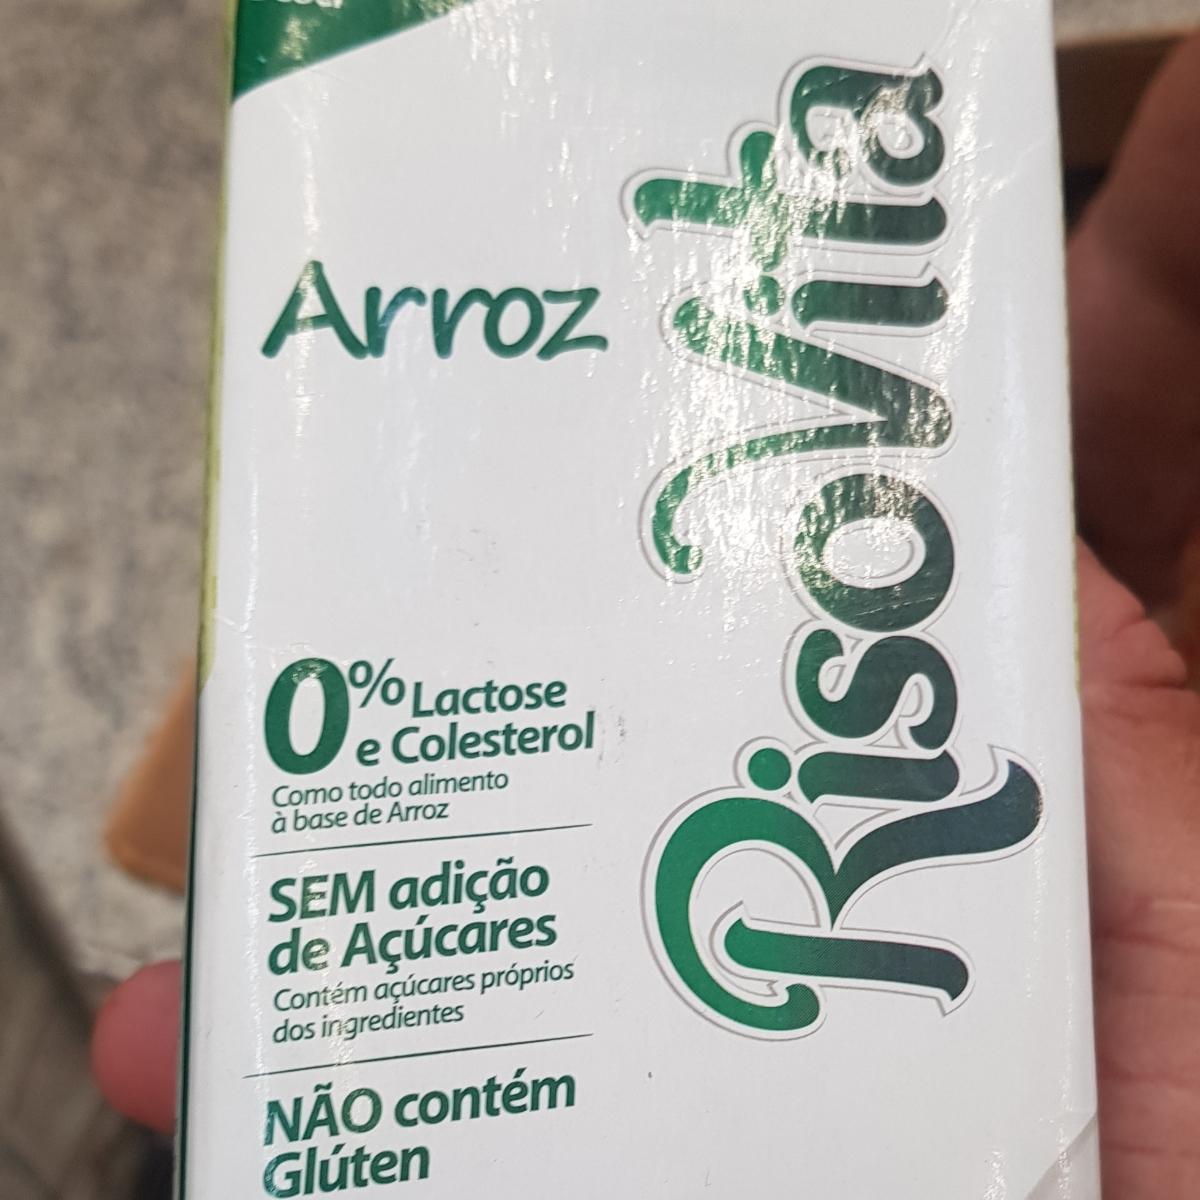 Arroz
RisoVita
0% Lactose
e Colesterol
Como todo alimento
à base de Arroz
SEM adição
de Açúcares
Contém açúcares próprios
dos ingredientes
NÃO contém
Glúten